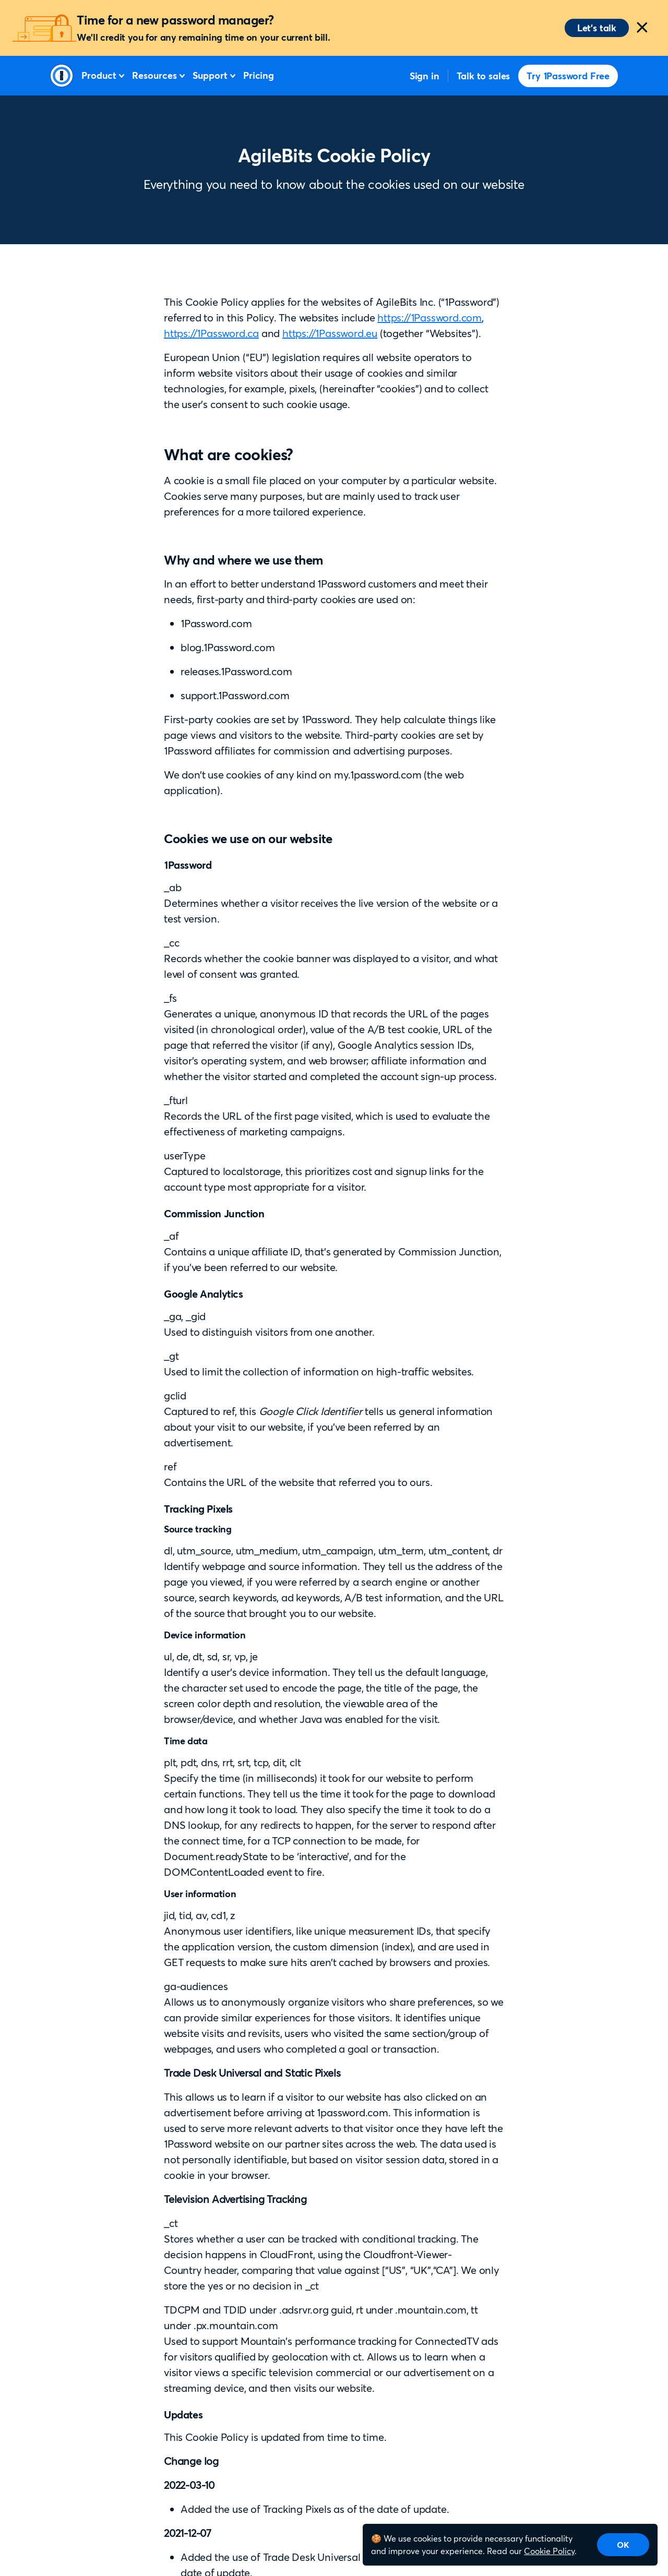 Time for a new password manager?
We'll credit you for any remaining time on your current bill.
Let's talk
Product
Resources
Support
Pricing
Sign in
Talk to sales
Try 1Password Free
AgileBits Cookie Policy
Everything you need to know about the cookies used on our website
This Cookie Policy applies for the websites of AgileBits Inc. (“1Password”)
referred to in this Policy. The websites include https://1Password.com,
https://1Password.ca and https://1Password.eu (together “Websites”).
European Union (“EU”) legislation requires all website operators to
inform website visitors about their usage of cookies and similar
technologies, for example, pixels, (hereinafter “cookies”) and to collect
the user’s consent to such cookie usage.
What are cookies?
A cookie is a small file placed on your computer by a particular website.
Cookies serve many purposes, but are mainly used to track user
preferences for a more tailored experience.
Why and where we use them
In an effort to better understand 1Password customers and meet their
needs, first-party and third-party cookies are used on:
• 1Password.com
• blog.1Password.com
• releases.1Password.com
• support.1Password.com
First-party cookies are set by 1Password. They help calculate things like
page views and visitors to the website. Third-party cookies are set by
1Password affiliates for commission and advertising purposes.
We don’t use cookies of any kind on my.1password.com (the web
application).
Cookies we use on our website
1Password
_ab
Determines whether a visitor receives the live version of the website or a
test version.
_cc
Records whether the cookie banner was displayed to a visitor, and what
level of consent was granted.
_fs
Generates a unique, anonymous ID that records the URL of the pages
visited (in chronological order), value of the A/B test cookie, URL of the
page that referred the visitor (if any), Google Analytics session IDs,
visitor’s operating system, and web browser; affiliate information and
whether the visitor started and completed the account sign-up process.
_fturl
Records the URL of the first page visited, which is used to evaluate the
effectiveness of marketing campaigns.
userType
Captured to localstorage, this prioritizes cost and signup links for the
account type most appropriate for a visitor.
Commission Junction
_af
Contains a unique affiliate ID, that’s generated by Commission Junction,
if you’ve been referred to our website.
Google Analytics
_ga, _gid
Used to distinguish visitors from one another.
_gt
Used to limit the collection of information on high-traffic websites.
gclid
Captured to ref, this Google Click Identifier tells us general information
about your visit to our website, if you’ve been referred by an
advertisement.
ref
Contains the URL of the website that referred you to ours.
Tracking Pixels
Source tracking
dl, utm_source, utm_medium, utm_campaign, utm_term, utm_content, dr
Identify webpage and source information. They tell us the address of the
page you viewed, if you were referred by a search engine or another
source, search keywords, ad keywords, A/B test information, and the URL
of the source that brought you to our website.
Device information
ul, de, dt, sd, sr, vp, je
Identify a user’s device information. They tell us the default language,
the character set used to encode the page, the title of the page, the
screen color depth and resolution, the viewable area of the
browser/device, and whether Java was enabled for the visit.
Time data
plt, pdt, dns, rrt, srt, tcp, dit, clt
Specify the time (in milliseconds) it took for our website to perform
certain functions. They tell us the time it took for the page to download
and how long it took to load. They also specify the time it took to do a
DNS lookup, for any redirects to happen, for the server to respond after
the connect time, for a TCP connection to be made, for
Document.readyState to be ‘interactive’, and for the
DOMContentLoaded event to fire.
User information
jid, tid, av, cd1, z
Anonymous user identifiers, like unique measurement IDs, that specify
the application version, the custom dimension (index), and are used in
GET requests to make sure hits aren’t cached by browsers and proxies.
ga-audiences
Allows us to anonymously organize visitors who share preferences, so we
can provide similar experiences for those visitors. It identifies unique
website visits and revisits, users who visited the same section/group of
webpages, and users who completed a goal or transaction.
Trade Desk Universal and Static Pixels
This allows us to learn if a visitor to our website has also clicked on an
advertisement before arriving at 1password.com. This information is
used to serve more relevant adverts to that visitor once they have left the
1Password website on our partner sites across the web. The data used is
not personally identifiable, but based on visitor session data, stored in a
cookie in your browser.
Television Advertising Tracking
_ct
Stores whether a user can be tracked with conditional tracking. The
decision happens in CloudFront, using the Cloudfront-Viewer-
Country header, comparing that value against [“US”, “UK”,“CA”]. We only
store the yes or no decision in _ct
TDCPM and TDID under .adsrvr.org guid, rt under .mountain.com, tt
under .px.mountain.com
Used to support Mountain’s performance tracking for ConnectedTV ads
for visitors qualified by geolocation with ct. Allows us to learn when a
visitor views a specific television commercial or our advertisement on a
streaming device, and then visits our website.
Updates
This Cookie Policy is updated from time to time.
Change log
2022-03-10
• Added the use of Tracking Pixels as of the date of update.
2021-12-07
• Added the use of Trade Desk Universal
date of update.
We use cookies to provide necessary functionality
and improve your experience. Read our Cookie Policy.
OK